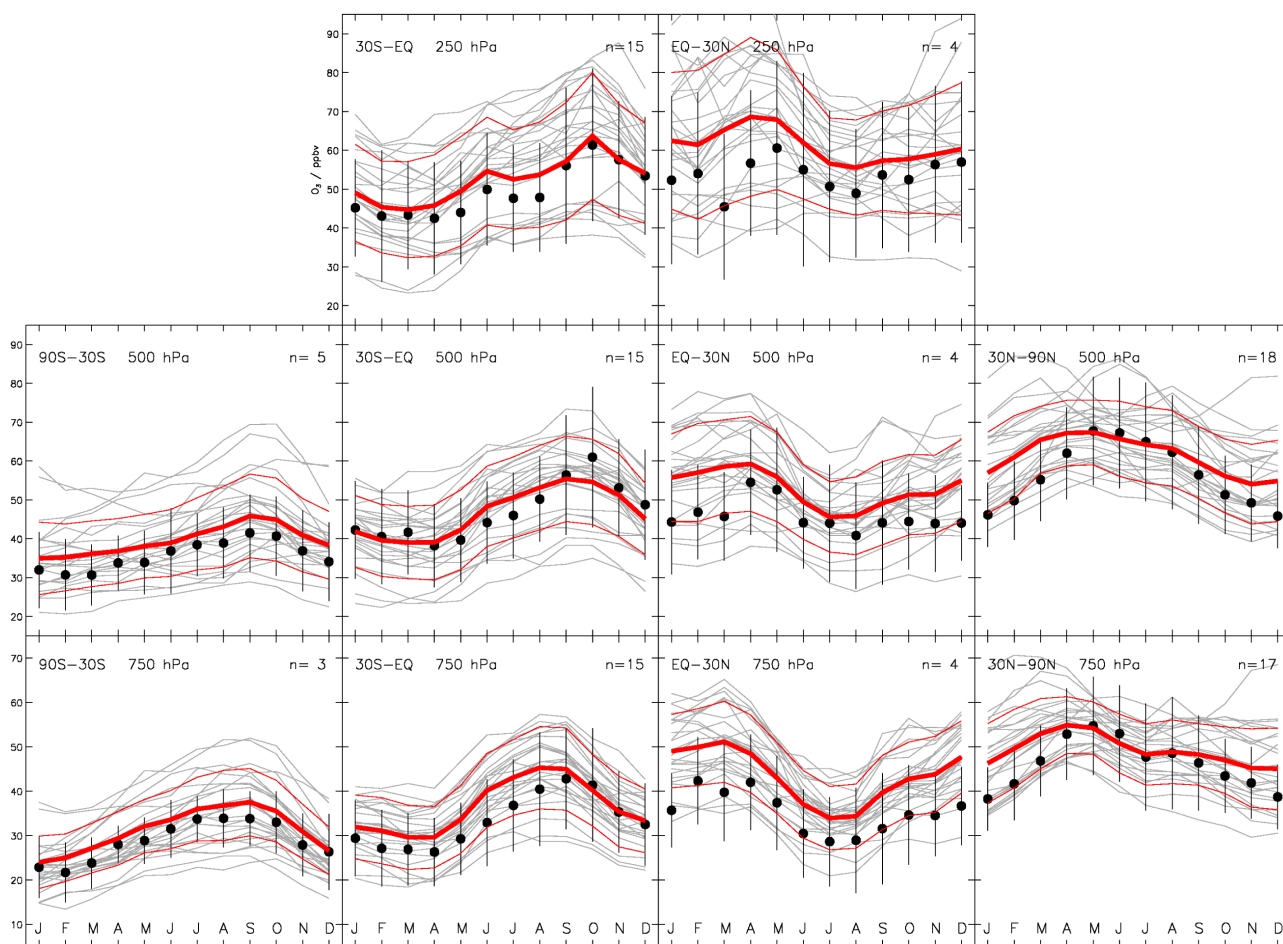 30S−EQ 250 hPa n=15
EQ−30N 250 hPa n= 4
90
80
70
60
50
40
30
20
O₃ / ppbv
90S−30S 500 hPa n= 5
30S−EQ 500 hPa n=15
EQ−30N 500 hPa n= 4
30N−90N 500 hPa n=18
90
80
70
60
50
40
30
20
90S−30S 750 hPa n= 3
30S−EQ 750 hPa n=15
EQ−30N 750 hPa n= 4
30N−90N 750 hPa n=17
70
60
50
40
30
20
10
J F M A M J J A S O N D
J F M A M J J A S O N D
J F M A M J J A S O N D
J F M A M J J A S O N D